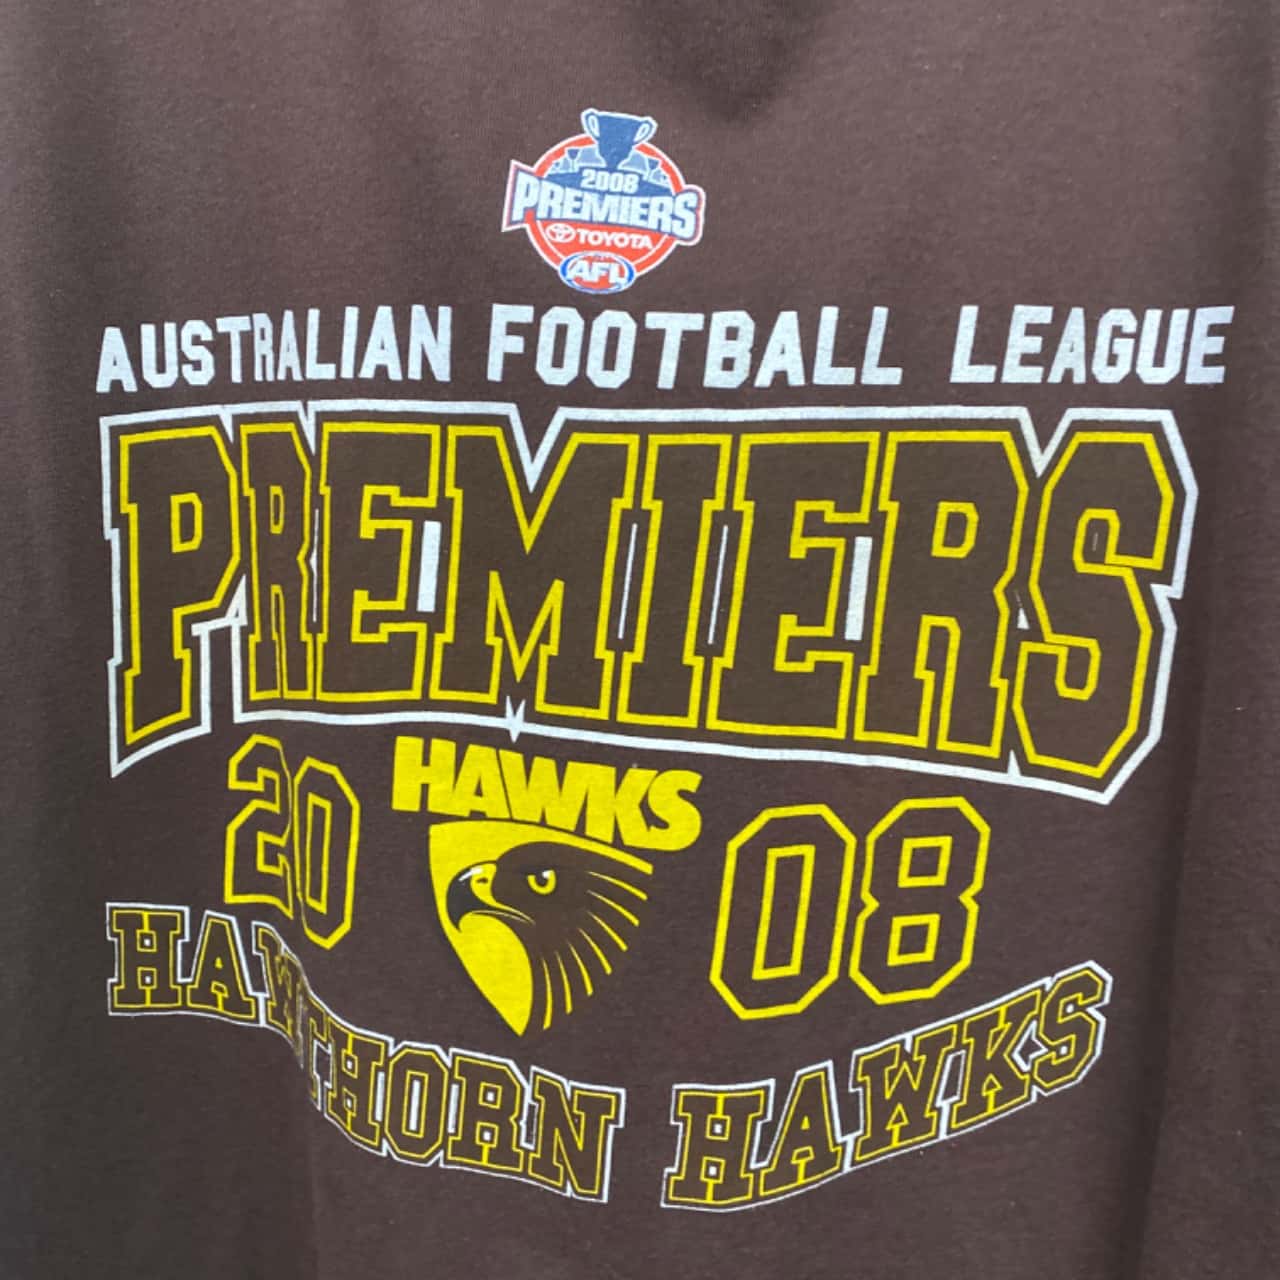 2008
PREMIERS
TOYOTA
AFL
AUSTRALIAN FOOTBALL LEAGUE
PREMIERS
20 HAWKS 08
HAWTHORN HAWKS